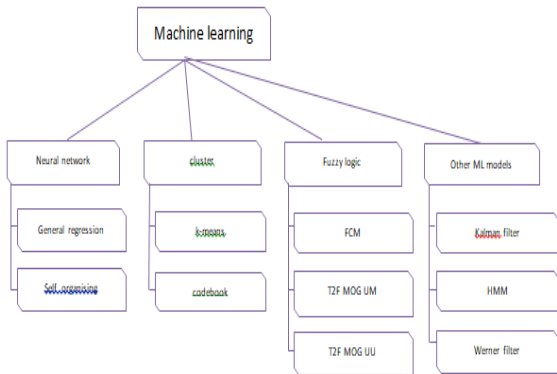 Machine learning
Neural network
cluster
Fuzzy logic
Other ML models
General regression
k-means
FCM
Kalman filter
Self organising
codebook
T2F MOG UM
HMM
T2F MOG UU
Werner filter